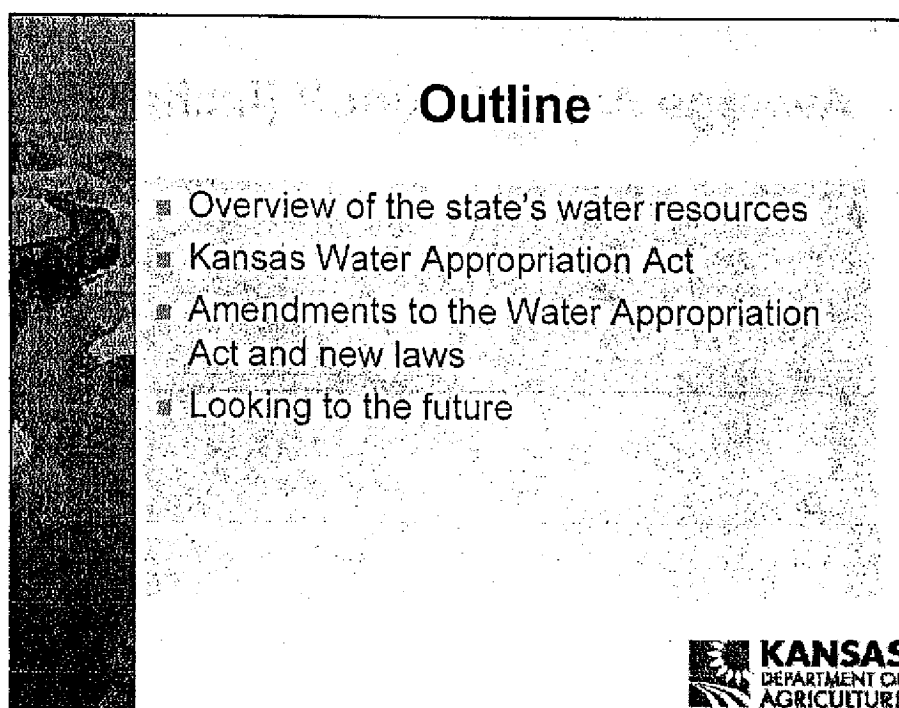 Outline
Overview of the state's water resources
Kansas Water Appropriation Act
Amendments to the Water Appropriation
Act and new laws
Looking to the future
KANSAS
DEPARTMENT OF
AGRICULTURE